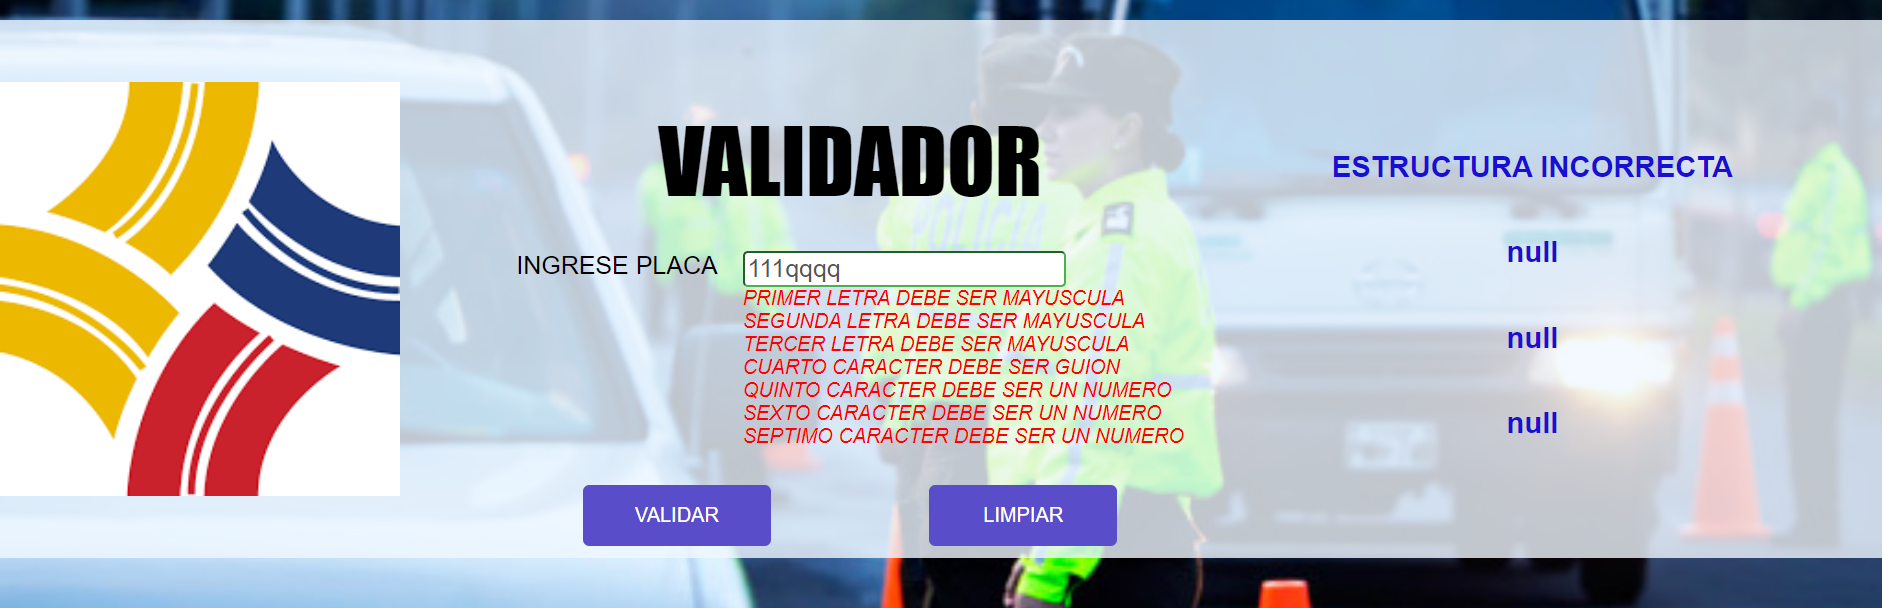 VALIDADOR
INGRESE PLACA
111qqqq
PRIMER LETRA DEBE SER MAYUSCULA
SEGUNDA LETRA DEBE SER MAYUSCULA
TERCER LETRA DEBE SER MAYUSCULA
CUARTO CARACTER DEBE SER GUION
QUINTO CARACTER DEBE SER UN NUMERO
SEXTO CARACTER DEBE SER UN NUMERO
SEPTIMO CARACTER DEBE SER UN NUMERO
VALIDAR
LIMPIAR
ESTRUCTURA INCORRECTA
null
null
null
POLICIA